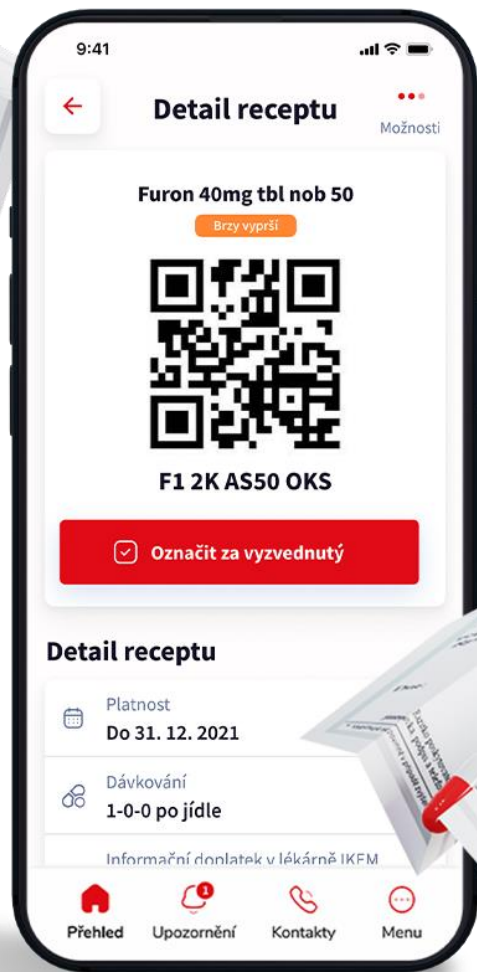 9:41
Detail receptu
Možnosti
Furon 40mg tbl nob 50
Brzy vyprší
F1 2K AS50 OKS
Označit za vyzvednutý
Detail receptu
Platnost
Do 31. 12. 2021
Dávkování
1-0-0 po jídle
Informační doplatek v lékárně IKEM
1
Přehled
Upozornění
Kontakty
Menu